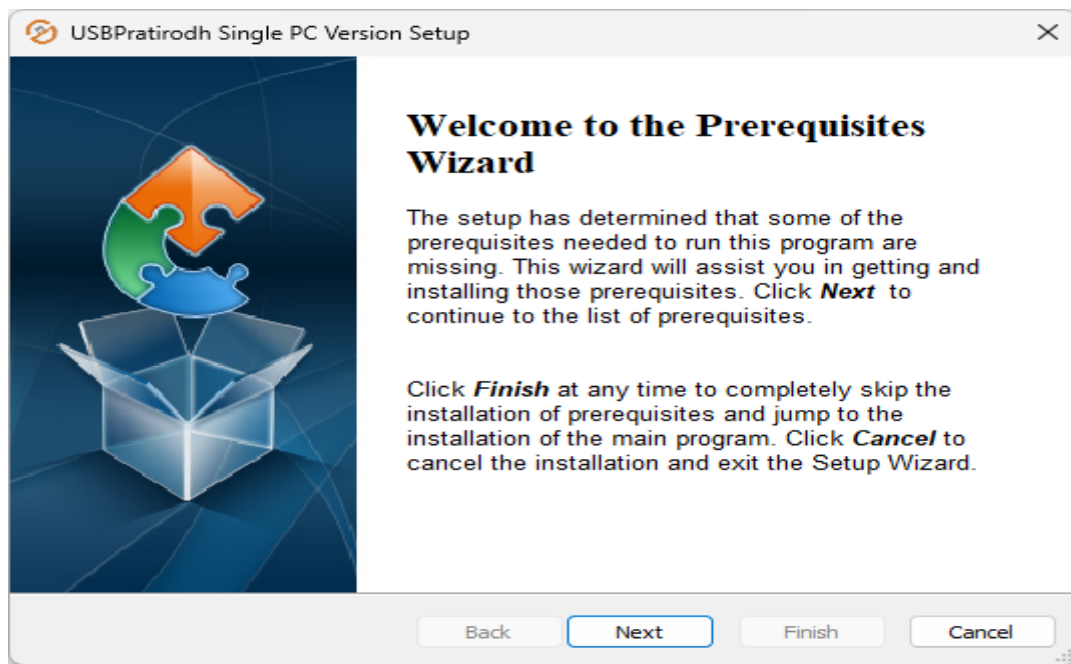 USBPratirodh Single PC Version Setup
Welcome to the Prerequisites
Wizard
The setup has determined that some of the
prerequisites needed to run this program are
missing. This wizard will assist you in getting and
installing those prerequisites. Click Next to
continue to the list of prerequisites.
Click Finish at any time to completely skip the
installation of prerequisites and jump to the
installation of the main program. Click Cancel to
cancel the installation and exit the Setup Wizard.
Back Next Finish Cancel